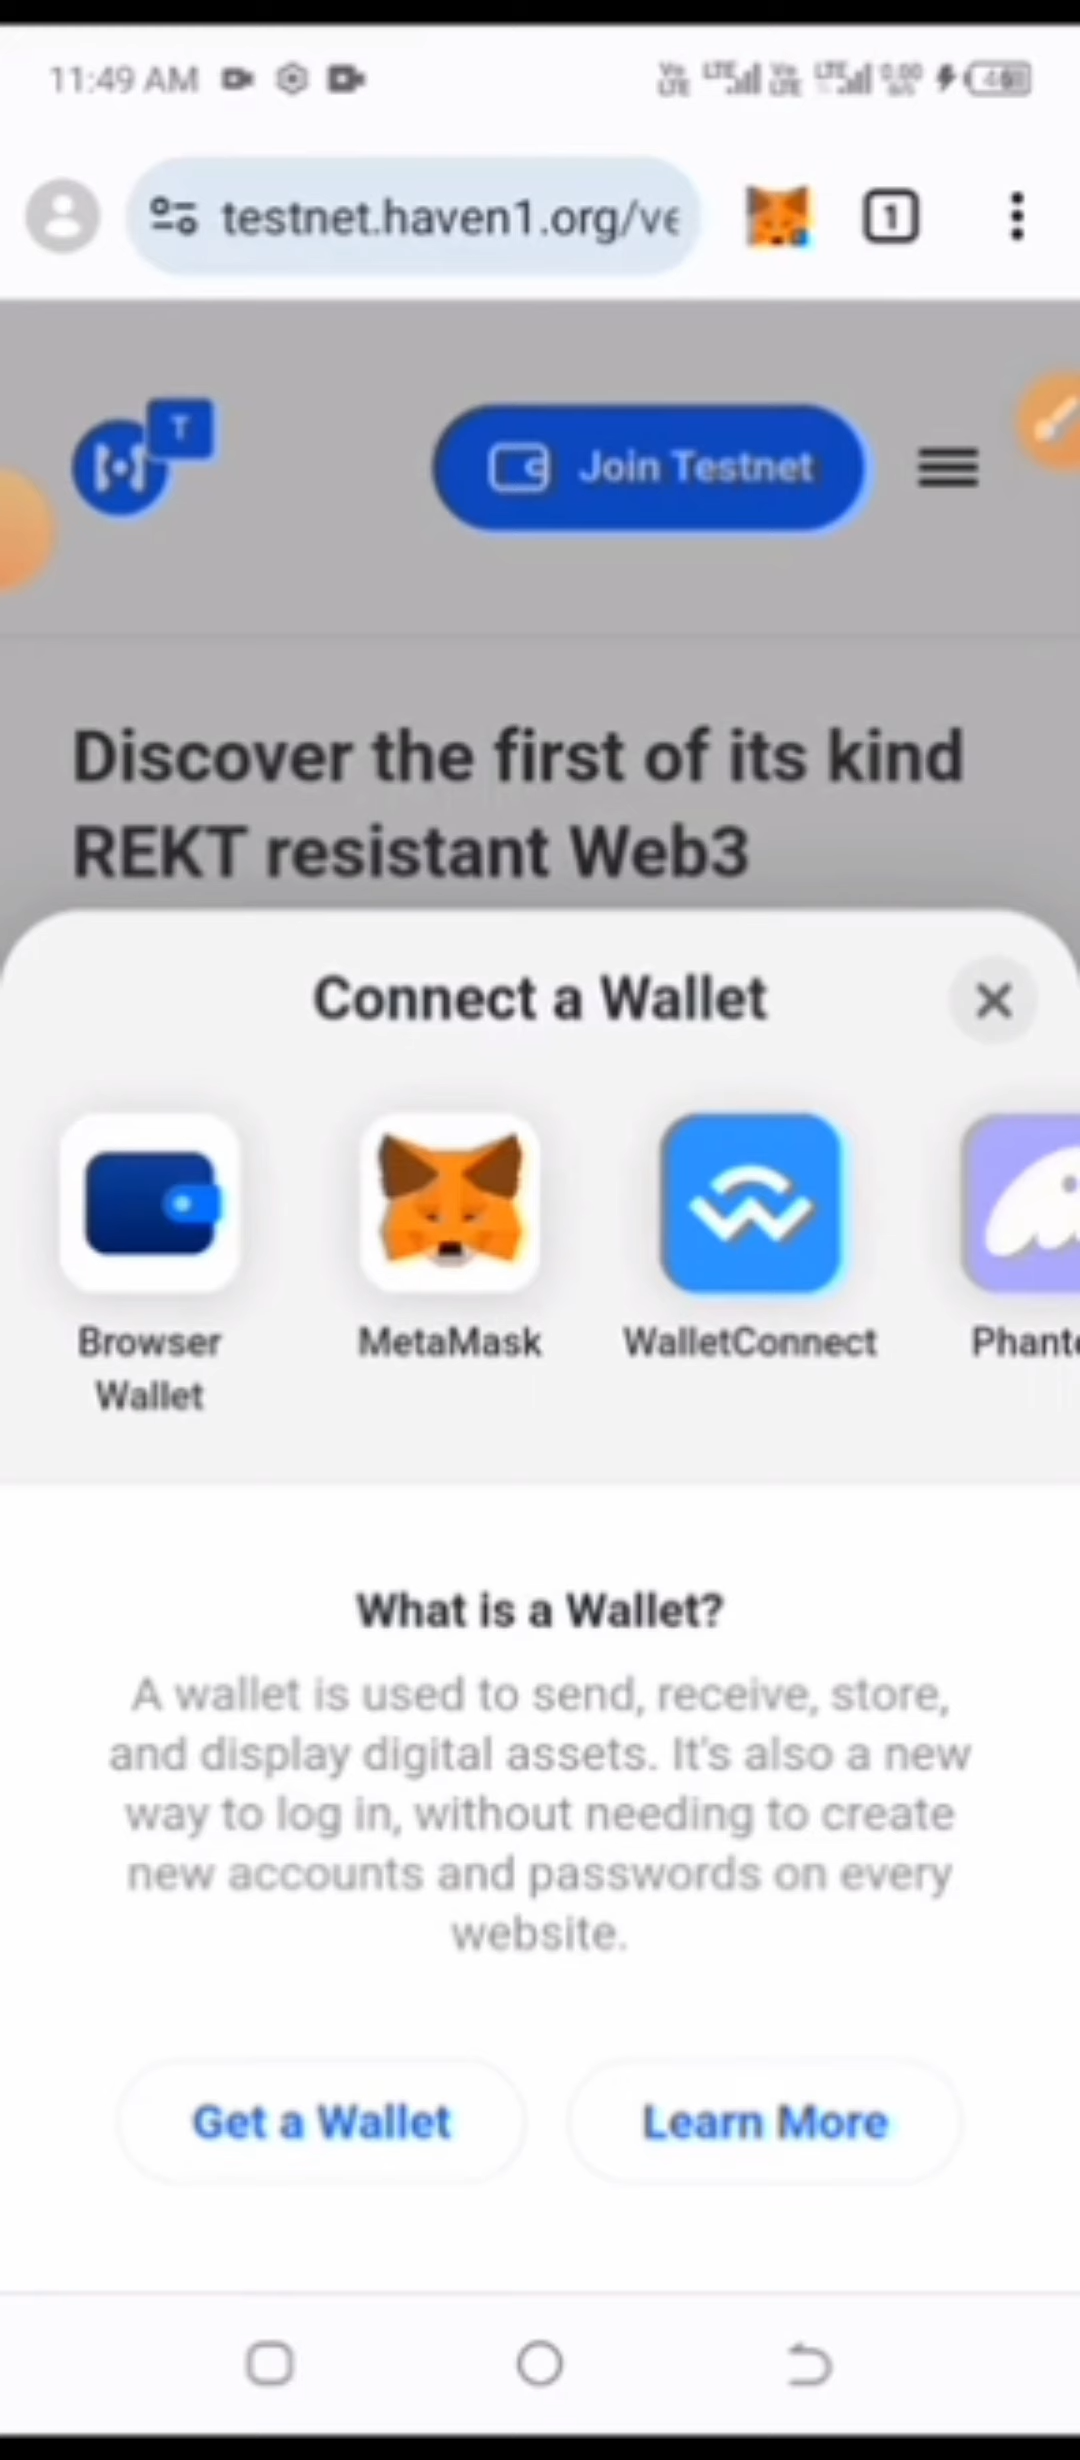 11:49 AM
testnet.haven1.org/ve
1
T
Join Testnet
Discover the first of its kind
REKT resistant Web3
Connect a Wallet
Browser
Wallet
MetaMask
WalletConnect
Phante
What is a Wallet?
A wallet is used to send, receive, store,
and display digital assets. It's also a new
way to log in, without needing to create
new accounts and passwords on every
website.
Get a Wallet
Learn More